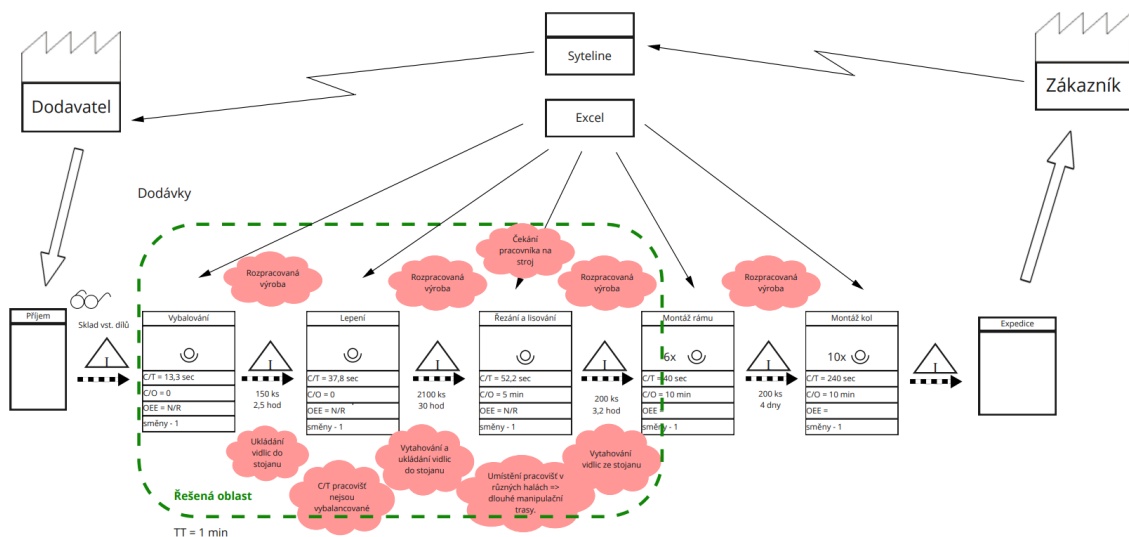 Syteline
Dodavatel
Zákazník
Excel
Dodávky
Čekání
pracovníka na
stroj
Rozpracovaná
výroba
Rozpracovaná
výroba
Rozpracovaná
výroba
Rozpracovaná
výroba
Příjem
Sklad vst. dílů
I
Vybalování
C/T = 13,3 sec
C/O = 0
OEE = N/R
směny - 1
I
150 ks
2,5 hod
Lepení
C/T = 37,8 sec
C/O = 0
OEE = N/R
směny - 1
I
2100 ks
30 hod
Řezání a lisování
C/T = 52,2 sec
C/O = 5 min
OEE = N/R
směny - 1
I
200 ks
3,2 hod
Montáž rámu
6x
C/T = 40 sec
C/O = 10 min
OEE =
směny - 1
I
200 ks
4 dny
Montáž kol
10x
C/T = 240 sec
C/O = 10 min
OEE =
směny - 1
I
Expedice
Ukládání
vidlic do
stojanu
C/T pracovišť
nejsou
vybalancované
Vytahování a
ukládání vidlic
do stojanu
Umístění pracovišť v
různých halách =>
dlouhé manipulační
trasy.
Vytahování
vidlic ze stojanu
Řešená oblast
TT = 1 min